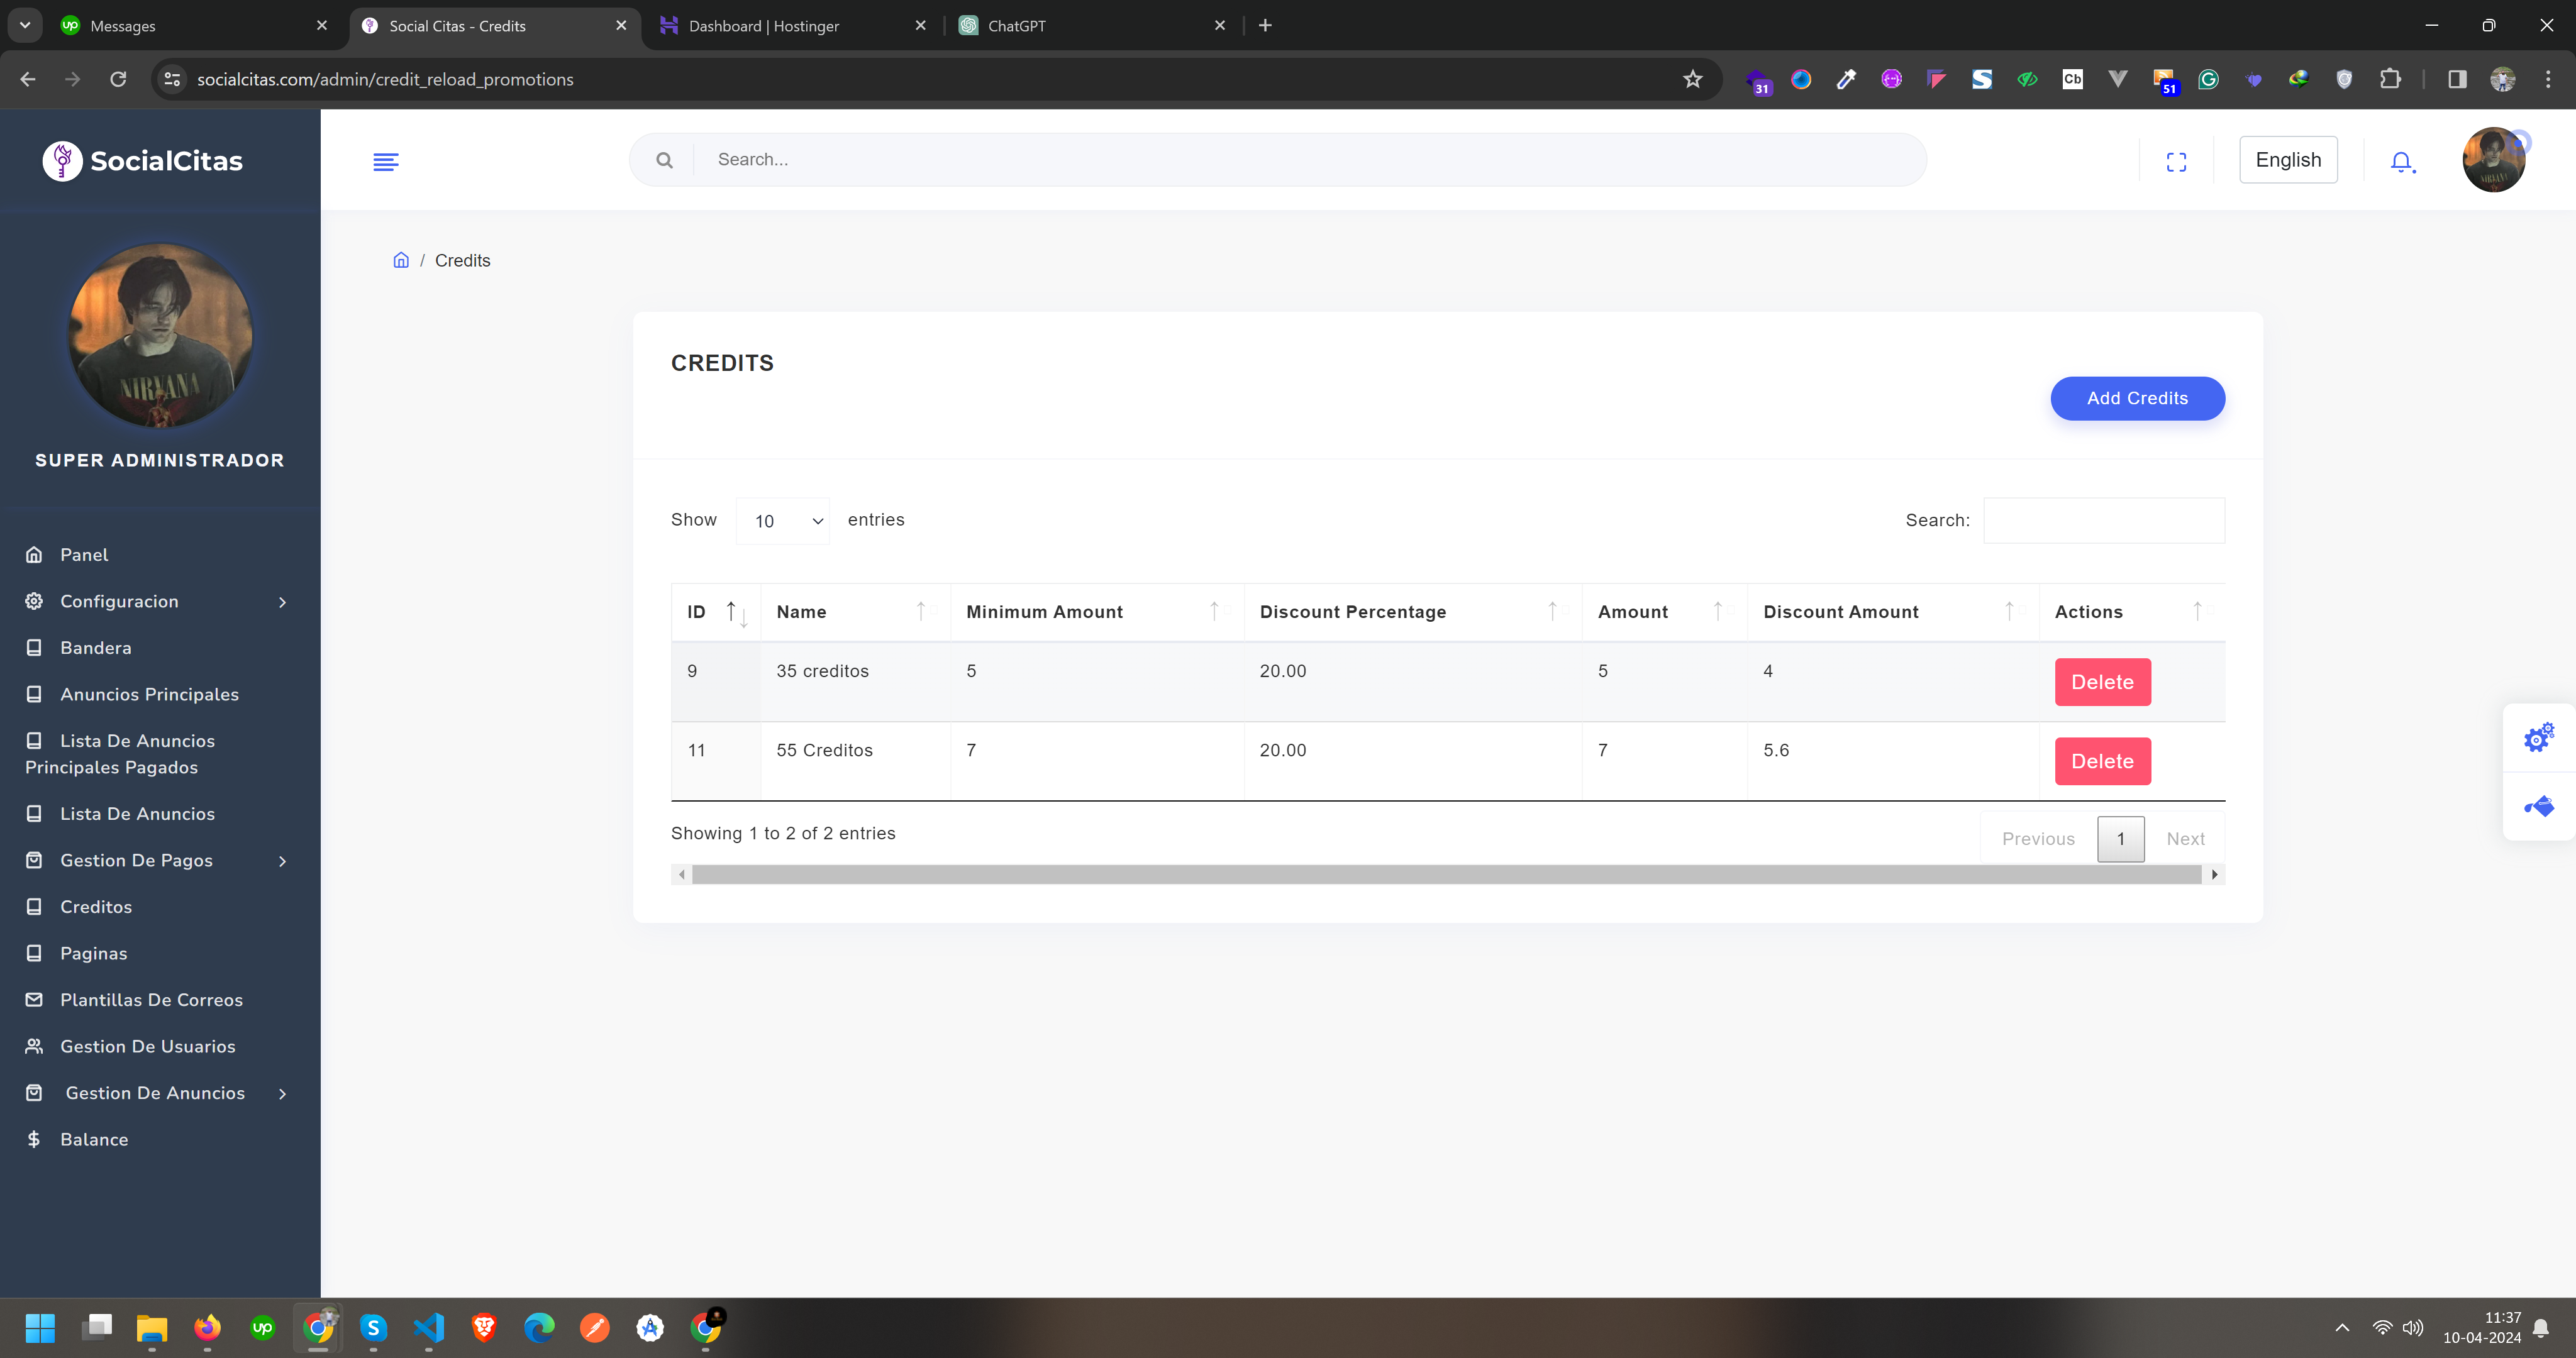 Messages
Social Citas - Credits
Dashboard | Hostinger
ChatGPT
socialcitas.com/admin/credit_reload_promotions
31
Cb
51
SocialCitas
Search...
English
NIRVANA
SUPER ADMINISTRADOR
Panel
Configuracion
Bandera
Anuncios Principales
Lista De Anuncios
Principales Pagados
Lista De Anuncios
Gestion De Pagos
Creditos
Paginas
Plantillas De Correos
Gestion De Usuarios
Gestion De Anuncios
Balance
/ Credits
CREDITS
Add Credits
Show 10 entries
Search:
ID Name Minimum Amount Discount Percentage Amount Discount Amount Actions
9 35 creditos 5 20.00 5 4 Delete
11 55 Creditos 7 20.00 7 5.6 Delete
Showing 1 to 2 of 2 entries
Previous 1 Next
11:37
10-04-2024